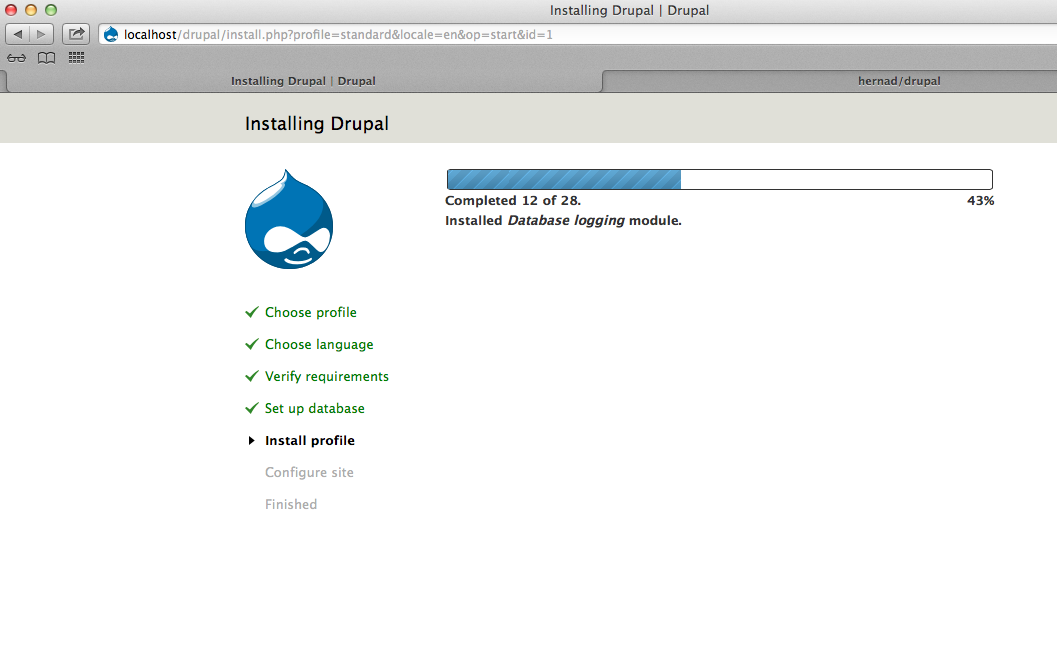 Installing Drupal | Drupal
localhost/drupal/install.php?profile=standard&locale=en&op=start&id=1
Installing Drupal | Drupal
hernad/drupal
Installing Drupal
Completed 12 of 28.
43%
Installed Database logging module.
Choose profile
Choose language
Verify requirements
Set up database
Install profile
Configure site
Finished